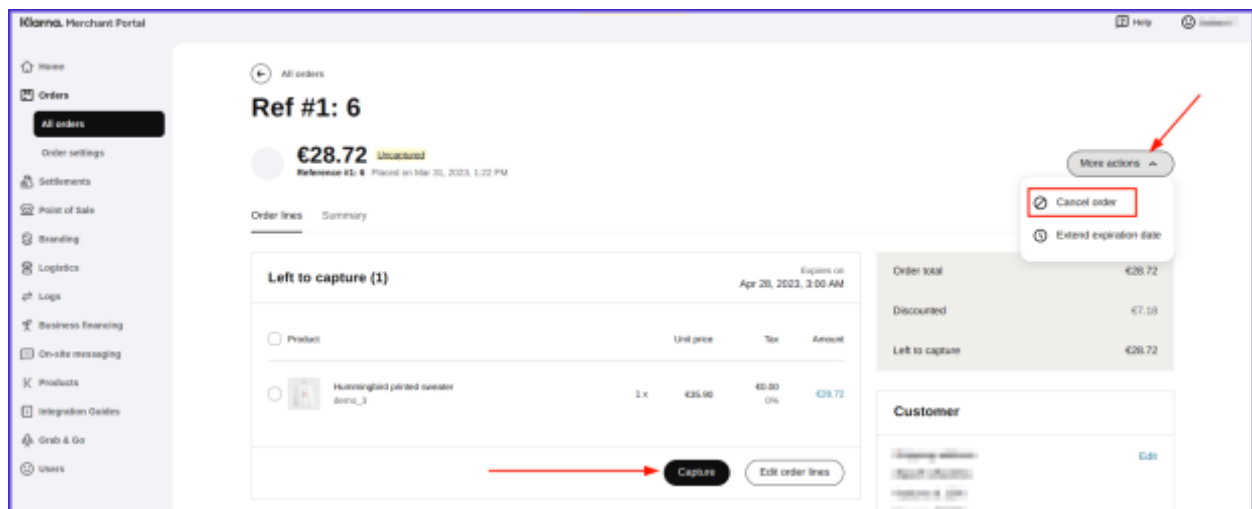 Klarna. Merchant Portal
Help
Home
Orders
All orders
Order settings
Settlements
Point of Sale
Branding
Logistics
Logs
Business financing
On-site messaging
Products
Integration Guides
Grab & Go
Users
All orders
Ref #1: 6
€28.72 Uncaptured
Reference #1: 6 Placed on Mar 31, 2023, 1:22 PM
More actions
Cancel order
Extend expiration date
Order lines Summary
Left to capture (1)
Expires on
Apr 28, 2023, 3:00 AM
Product Unit price Tax Amount
Hummingbird printed sweater
demo_3
1 x €35.90 €0.00 €28.72
0%
Capture Edit order lines
Order total €28.72
Discounted €7.18
Left to capture €28.72
Customer
Edit